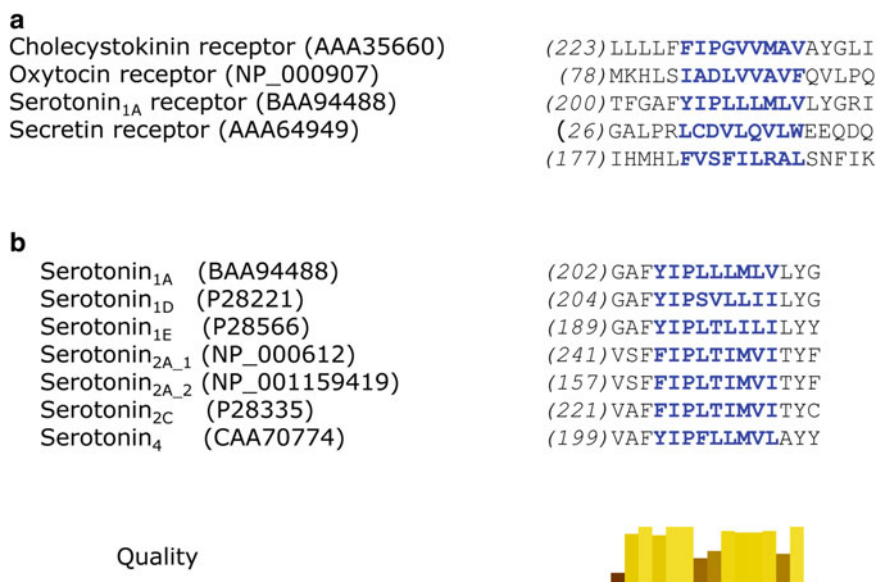 a
Cholecystokinin receptor (AAA35660) (223)LLLLFFIPGVVMAVAYGLI
Oxytocin receptor (NP_000907) (78)MKHLSIADLVVAVFQVLPQ
Serotonin1A receptor (BAA94488) (200)TFGAFYIPLLLMLVLYGRI
Secretin receptor (AAA64949) (26)GALPRLCDVLQVLWEEQDQ
(177)IHMHLFVSFILRALSNFIK
b
Serotonin1A (BAA94488) (202)GAFYIPLLLMLVLYG
Serotonin1D (P28221) (204)GAFYIPSVLLIILYG
Serotonin1E (P28566) (189)GAFYIPLTLILILYY
Serotonin2A_1 (NP_000612) (241)VSFFIPLTIMVITYF
Serotonin2A_2 (NP_001159419) (157)VSFFIPLTIMVITYF
Serotonin2C (P28335) (221)VAFFIPLTIMVITYC
Serotonin4 (CAA70774) (199)VAFYIPFLLMVLAYY
Quality